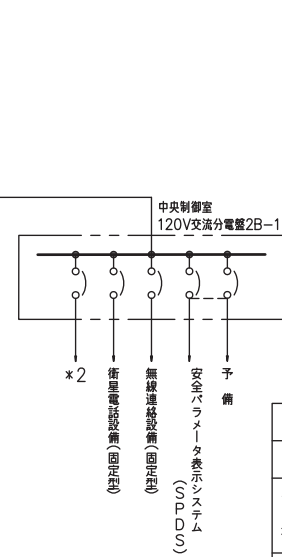 中央制御室
120V交流分電盤2B-1
*2
衛星電話設備(固定型)
無線連絡設備(固定型)
安全パラメータ表示システム
(SPDS)
予備